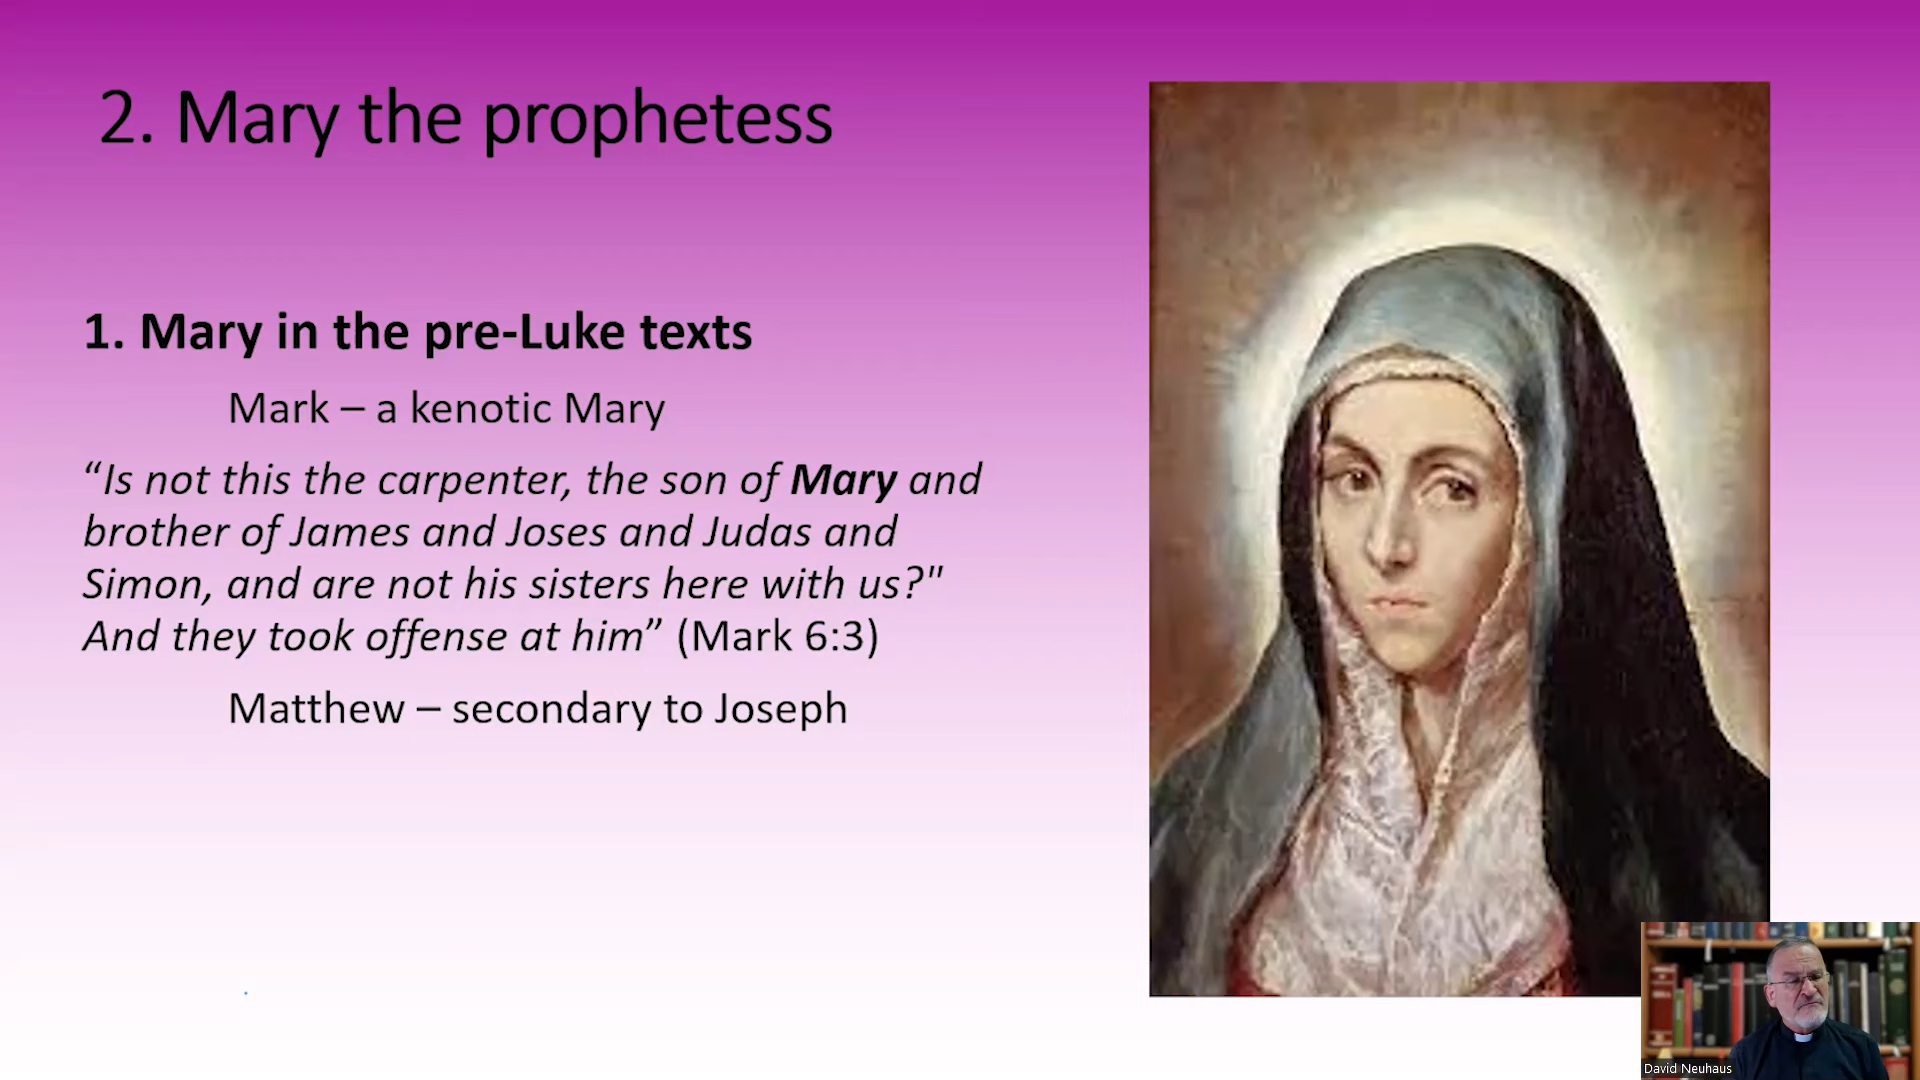 2. Mary the prophetess
1. Mary in the pre-Luke texts
Mark – a kenotic Mary
“Is not this the carpenter, the son of Mary and
brother of James and Joses and Judas and
Simon, and are not his sisters here with us?"
And they took offense at him” (Mark 6:3)
Matthew – secondary to Joseph
David Neuhaus